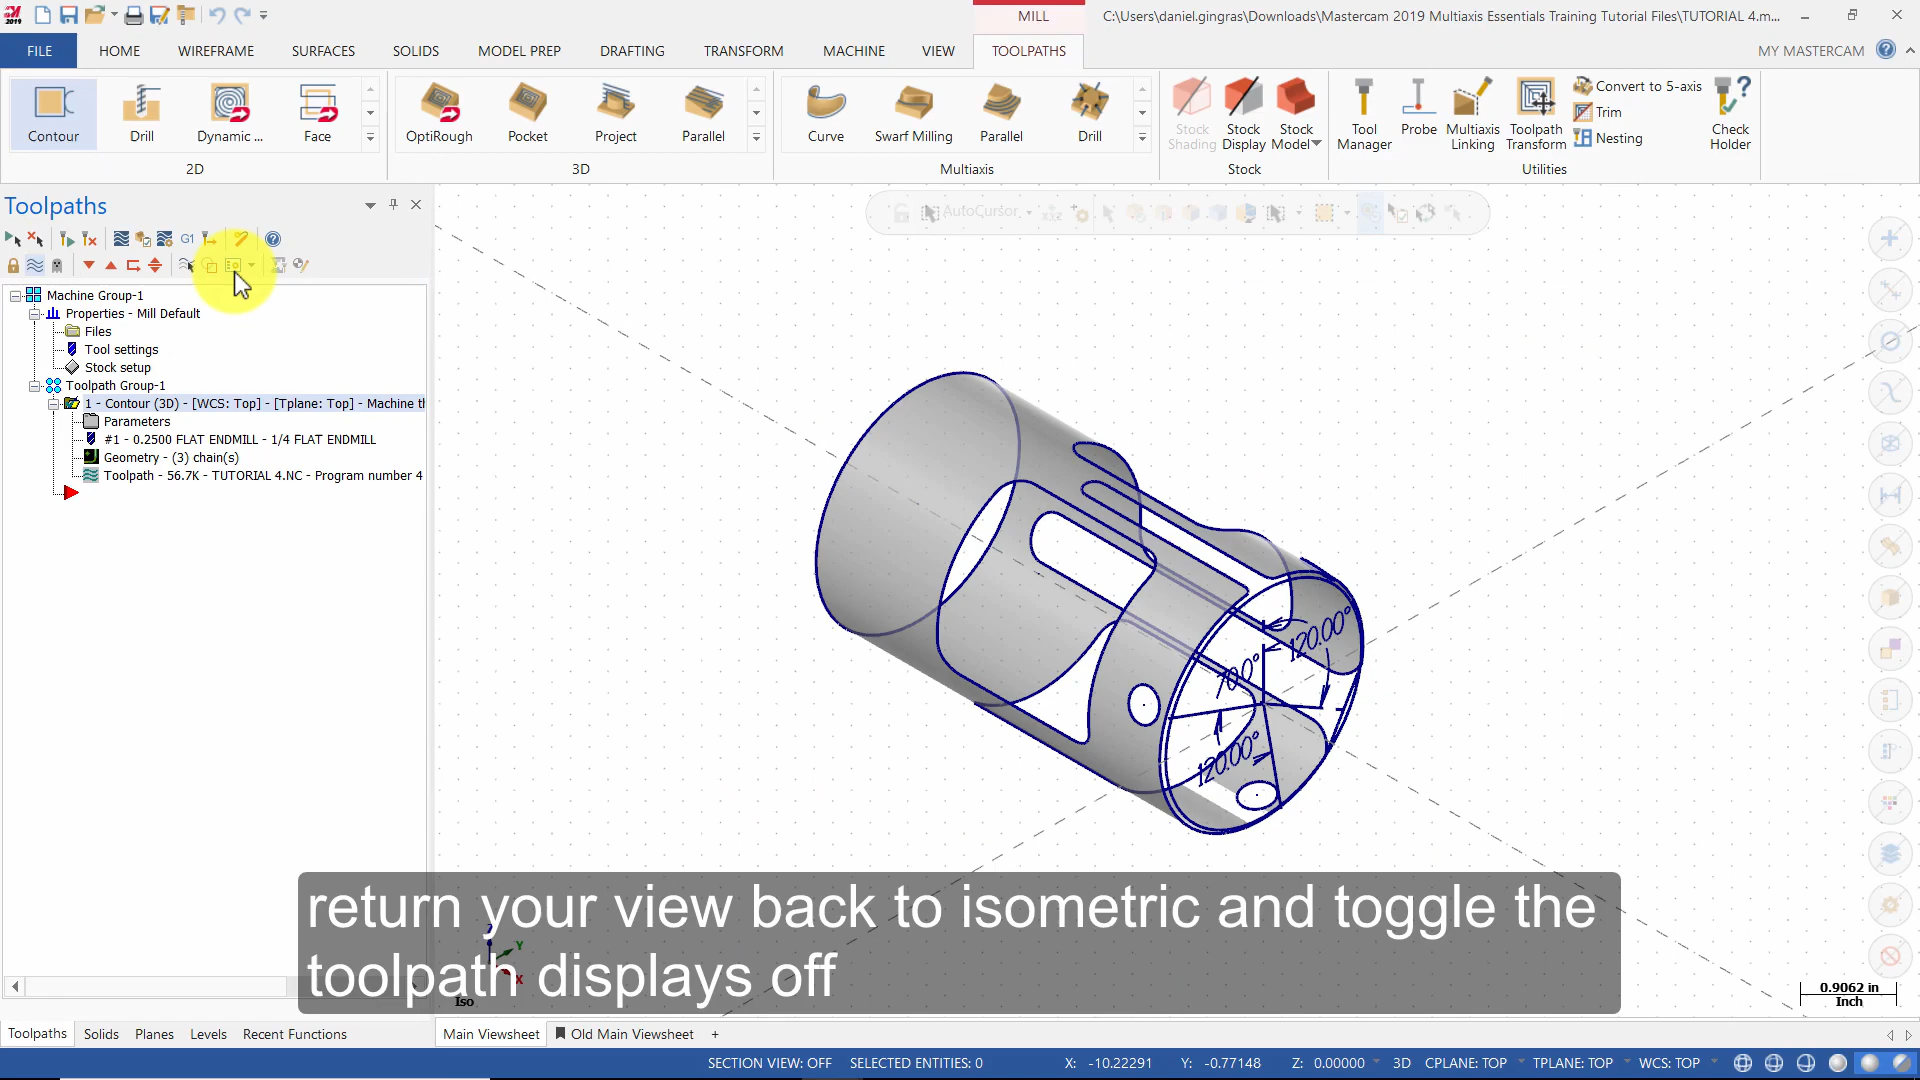 2019
MILL
C:\Users\daniel.gingras\Downloads\Mastercam 2019 Multiaxis Essentials Training Tutorial Files\TUTORIAL 4.m...
FILE
HOME
WIREFRAME
SURFACES
SOLIDS
MODEL PREP
DRAFTING
TRANSFORM
MACHINE
VIEW
TOOLPATHS
MY MASTERCAM
Contour
Drill
Dynamic ...
Face
2D
OptiRough
Pocket
Project
Parallel
3D
Curve
Swarf Milling
Parallel
Drill
Multiaxis
Stock Shading
Stock Display
Stock Model
Stock
Tool Manager
Probe
Multiaxis Linking
Toolpath Transform
Convert to 5-axis
Trim
Nesting
Check Holder
Utilities
Toolpaths
G1
AutoCursor
Machine Group-1
Properties - Mill Default
Files
Tool settings
Stock setup
Toolpath Group-1
1 - Contour (3D) - [WCS: Top] - [Tplane: Top] - Machine th
Parameters
#1 - 0.2500 FLAT ENDMILL - 1/4 FLAT ENDMILL
Geometry - (3) chain(s)
Toolpath - 56.7K - TUTORIAL 4.NC - Program number 4
120.00°
70.0°
120.00°
return your view back to isometric and toggle the
toolpath displays off
Z
Y
X
Iso
0.9062 in
Inch
Toolpaths
Solids
Planes
Levels
Recent Functions
Main Viewsheet
Old Main Viewsheet
+
SECTION VIEW: OFF
SELECTED ENTITIES: 0
X: -10.22291
Y: -0.77148
Z: 0.00000
3D
CPLANE: TOP
TPLANE: TOP
WCS: TOP